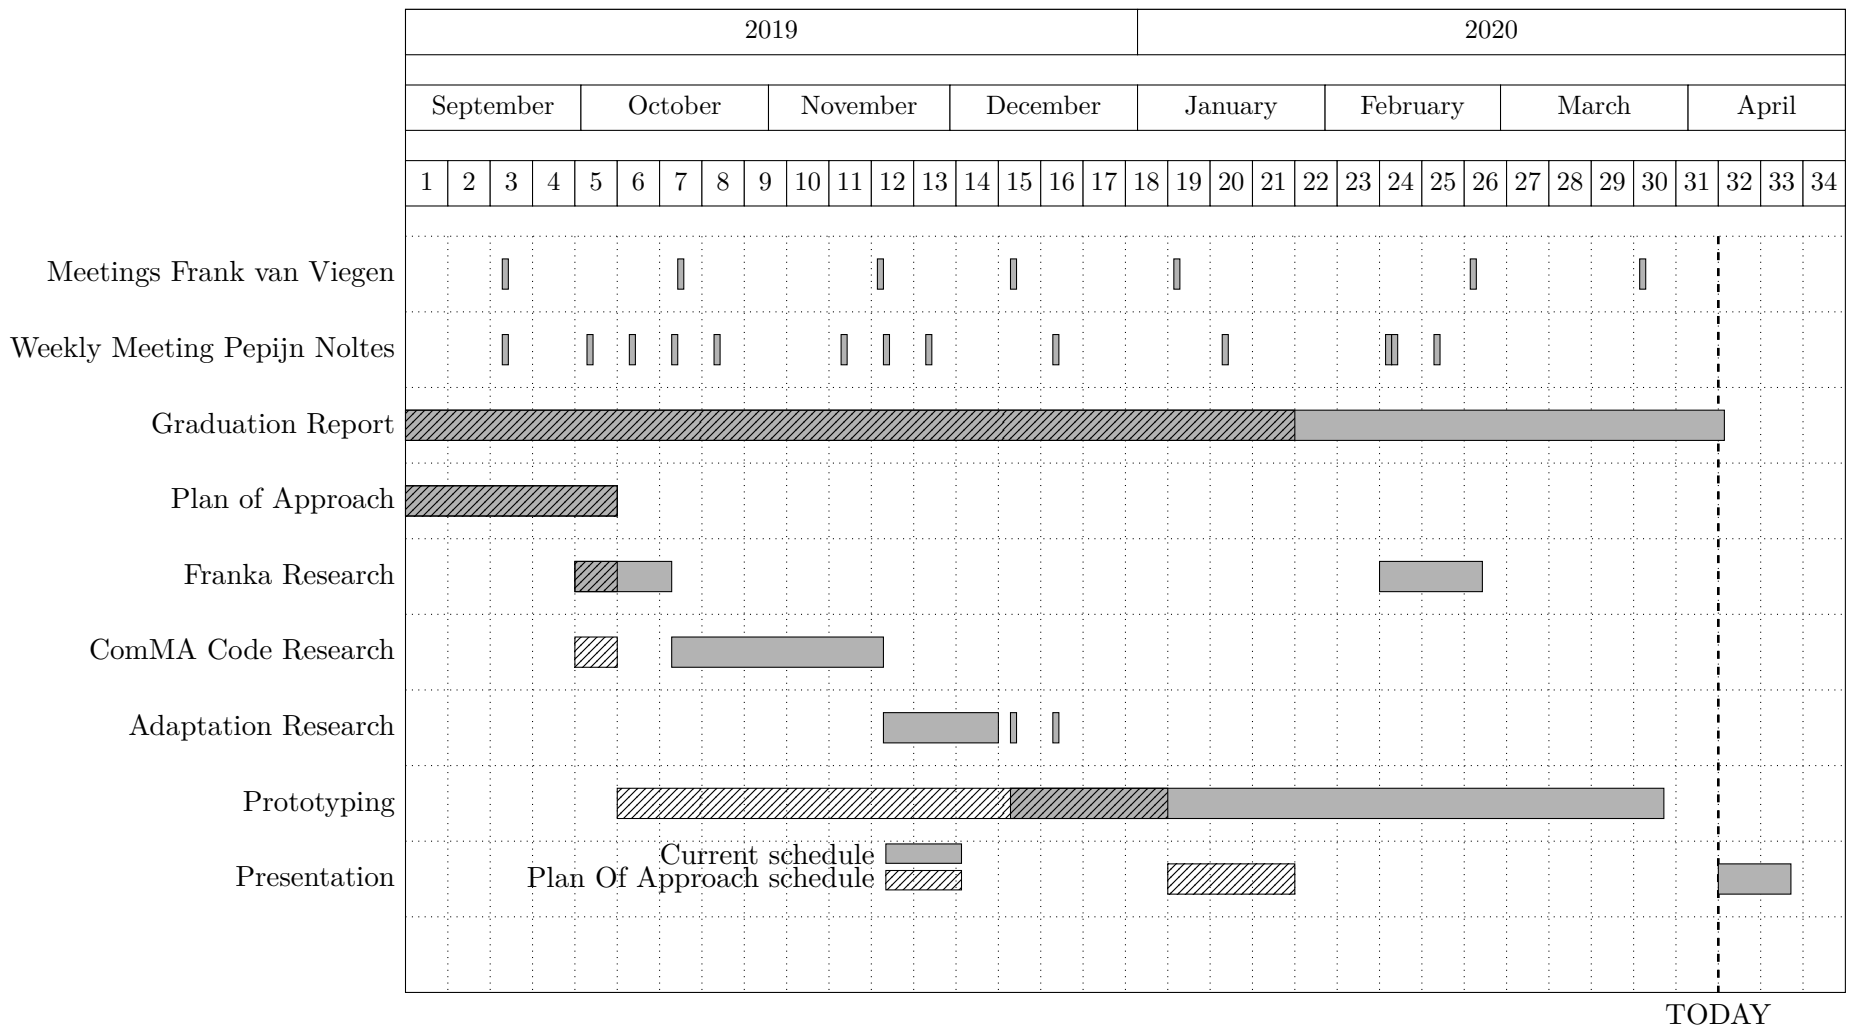 2019 2020
September October November December January February March April
1 2 3 4 5 6 7 8 9 10 11 12 13 14 15 16 17 18 19 20 21 22 23 24 25 26 27 28 29 30 31 32 33 34
Meetings Frank van Viegen
Weekly Meeting Pepijn Noltes
Graduation Report
Plan of Approach
Franka Research
ComMA Code Research
Adaptation Research
Prototyping
Current schedule
Plan Of Approach schedule
Presentation
TODAY